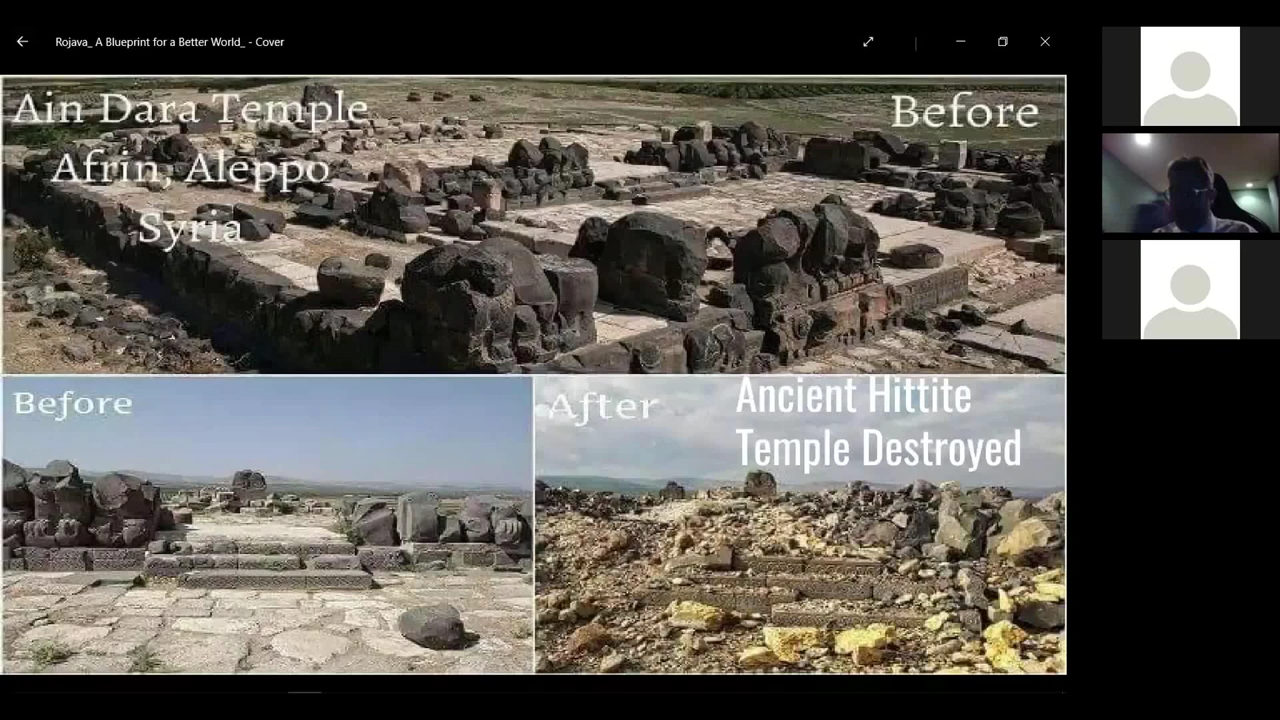 Rojava_ A Blueprint for a Better World_ - Cover
Ain Dara Temple
Afrin, Aleppo
Syria
Before
Before
After
Ancient Hittite
Temple Destroyed